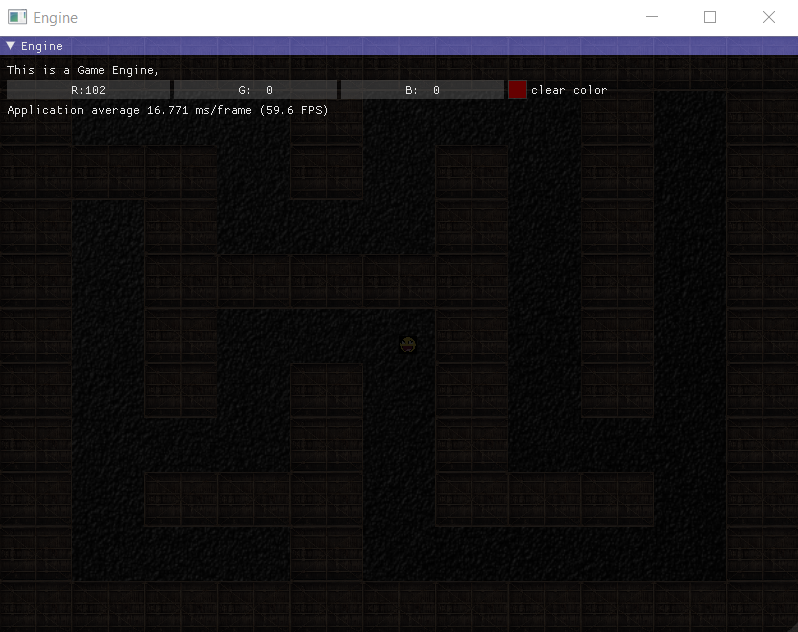 Engine
Engine
This is a Game Engine,
R:102 G: 0 B: 0 clear color
Application average 16.771 ms/frame (59.6 FPS)